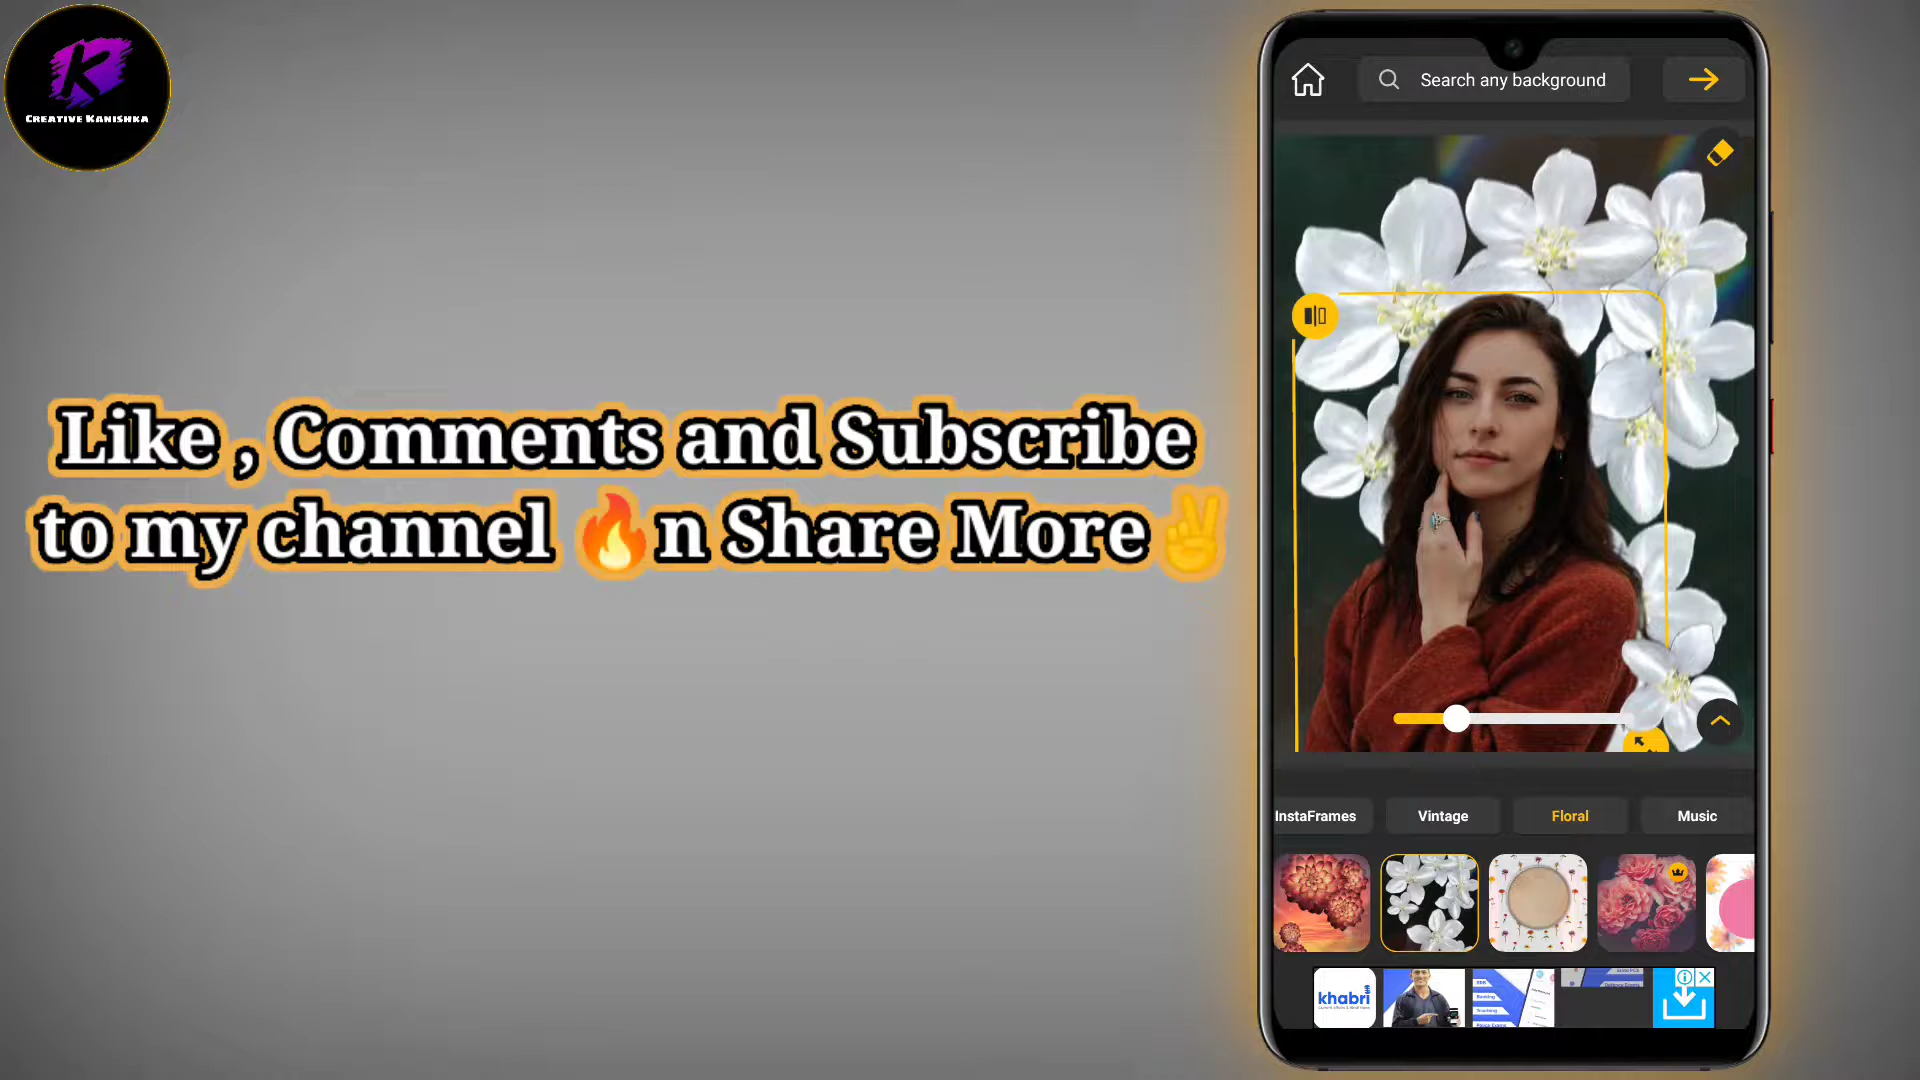 CREATIVE KANISHKA
Like , Comments and Subscribe
to my channel 🔥n Share More✌
Search any background
InstaFrames
Vintage
Floral
Music
khabri